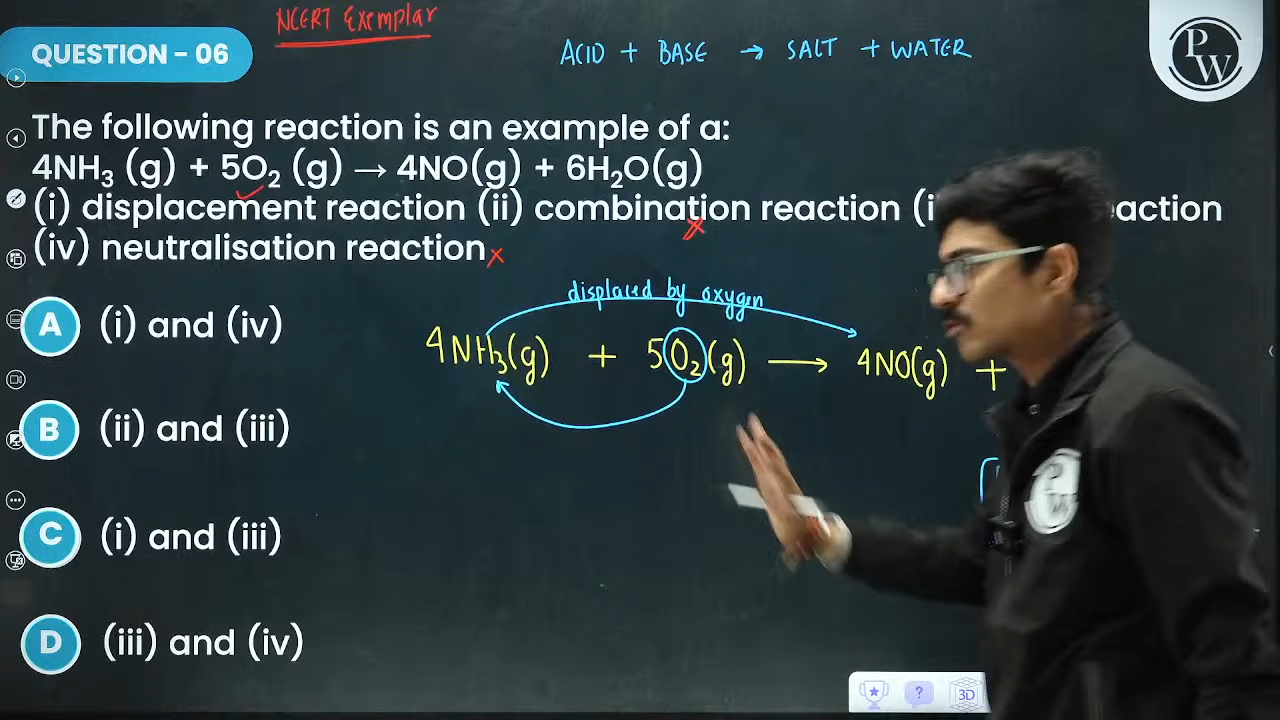 NCERT Exemplar
QUESTION - 06
ACID + BASE → SALT + WATER
PW
The following reaction is an example of a:
4NH₃ (g) + 5O₂ (g) → 4NO(g) + 6H₂O(g)
(i) displacement reaction (ii) combination reaction
(iv) neutralisation reaction
displaced by oxygen
4NH₃(g) + 5O₂(g) → 4NO(g) +
A (i) and (iv)
B (ii) and (iii)
C (i) and (iii)
D (iii) and (iv)
PW
3D